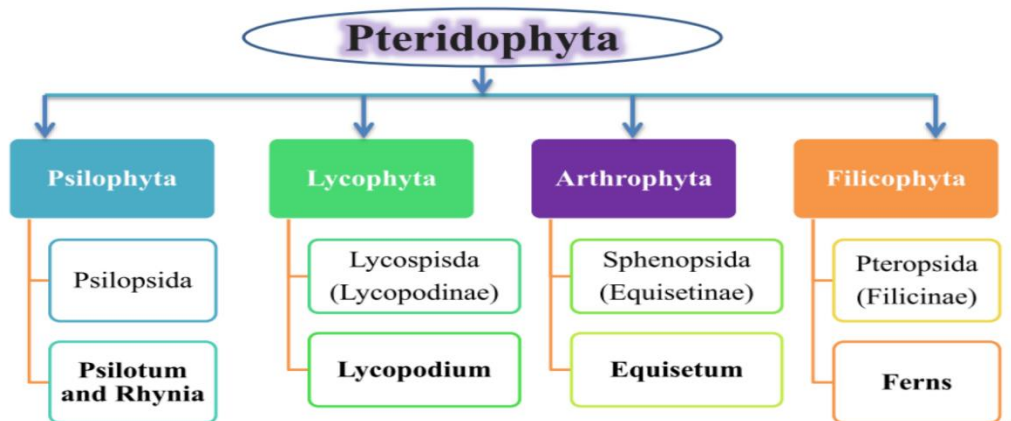 Pteridophyta
Psilophyta
Lycophyta
Arthrophyta
Filicophyta
Psilopsida
Lycospisda
(Lycopodinae)
Sphenopsida
(Equisetinae)
Pteropsida
(Filicinae)
Psilotum
and Rhynia
Lycopodium
Equisetum
Ferns